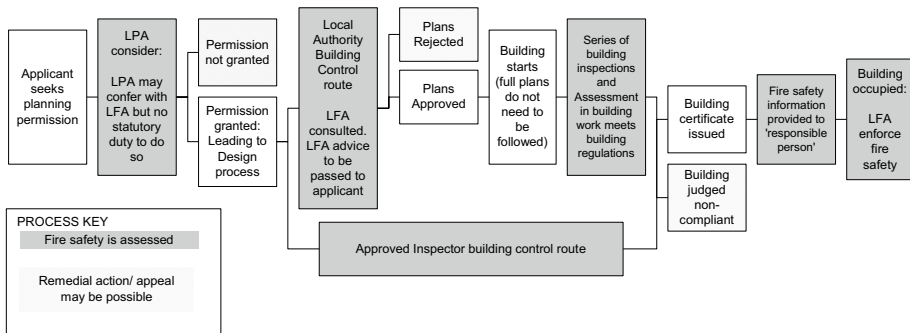 Applicant
seeks
planning
permission
LPA
consider:
LPA may
confer with
LFA but no
statutory
duty to do
so
Permission
not granted
Permission
granted:
Leading to
Design
process
Local
Authority
Building
Control
route
LFA
consulted.
LFA advice
to be
passed to
applicant
Plans
Rejected
Plans
Approved
Building
starts
(full plans
do not
need to
be
followed)
Series of
building
inspections
and
Assessment
in building
work meets
building
regulations
Building
certificate
issued
Building
judged
non-
compliant
Fire safety
information
provided to
'responsible
person'
Building
occupied:
LFA
enforce
fire
safety
Approved Inspector building control route
PROCESS KEY
Fire safety is assessed
Remedial action/ appeal
may be possible